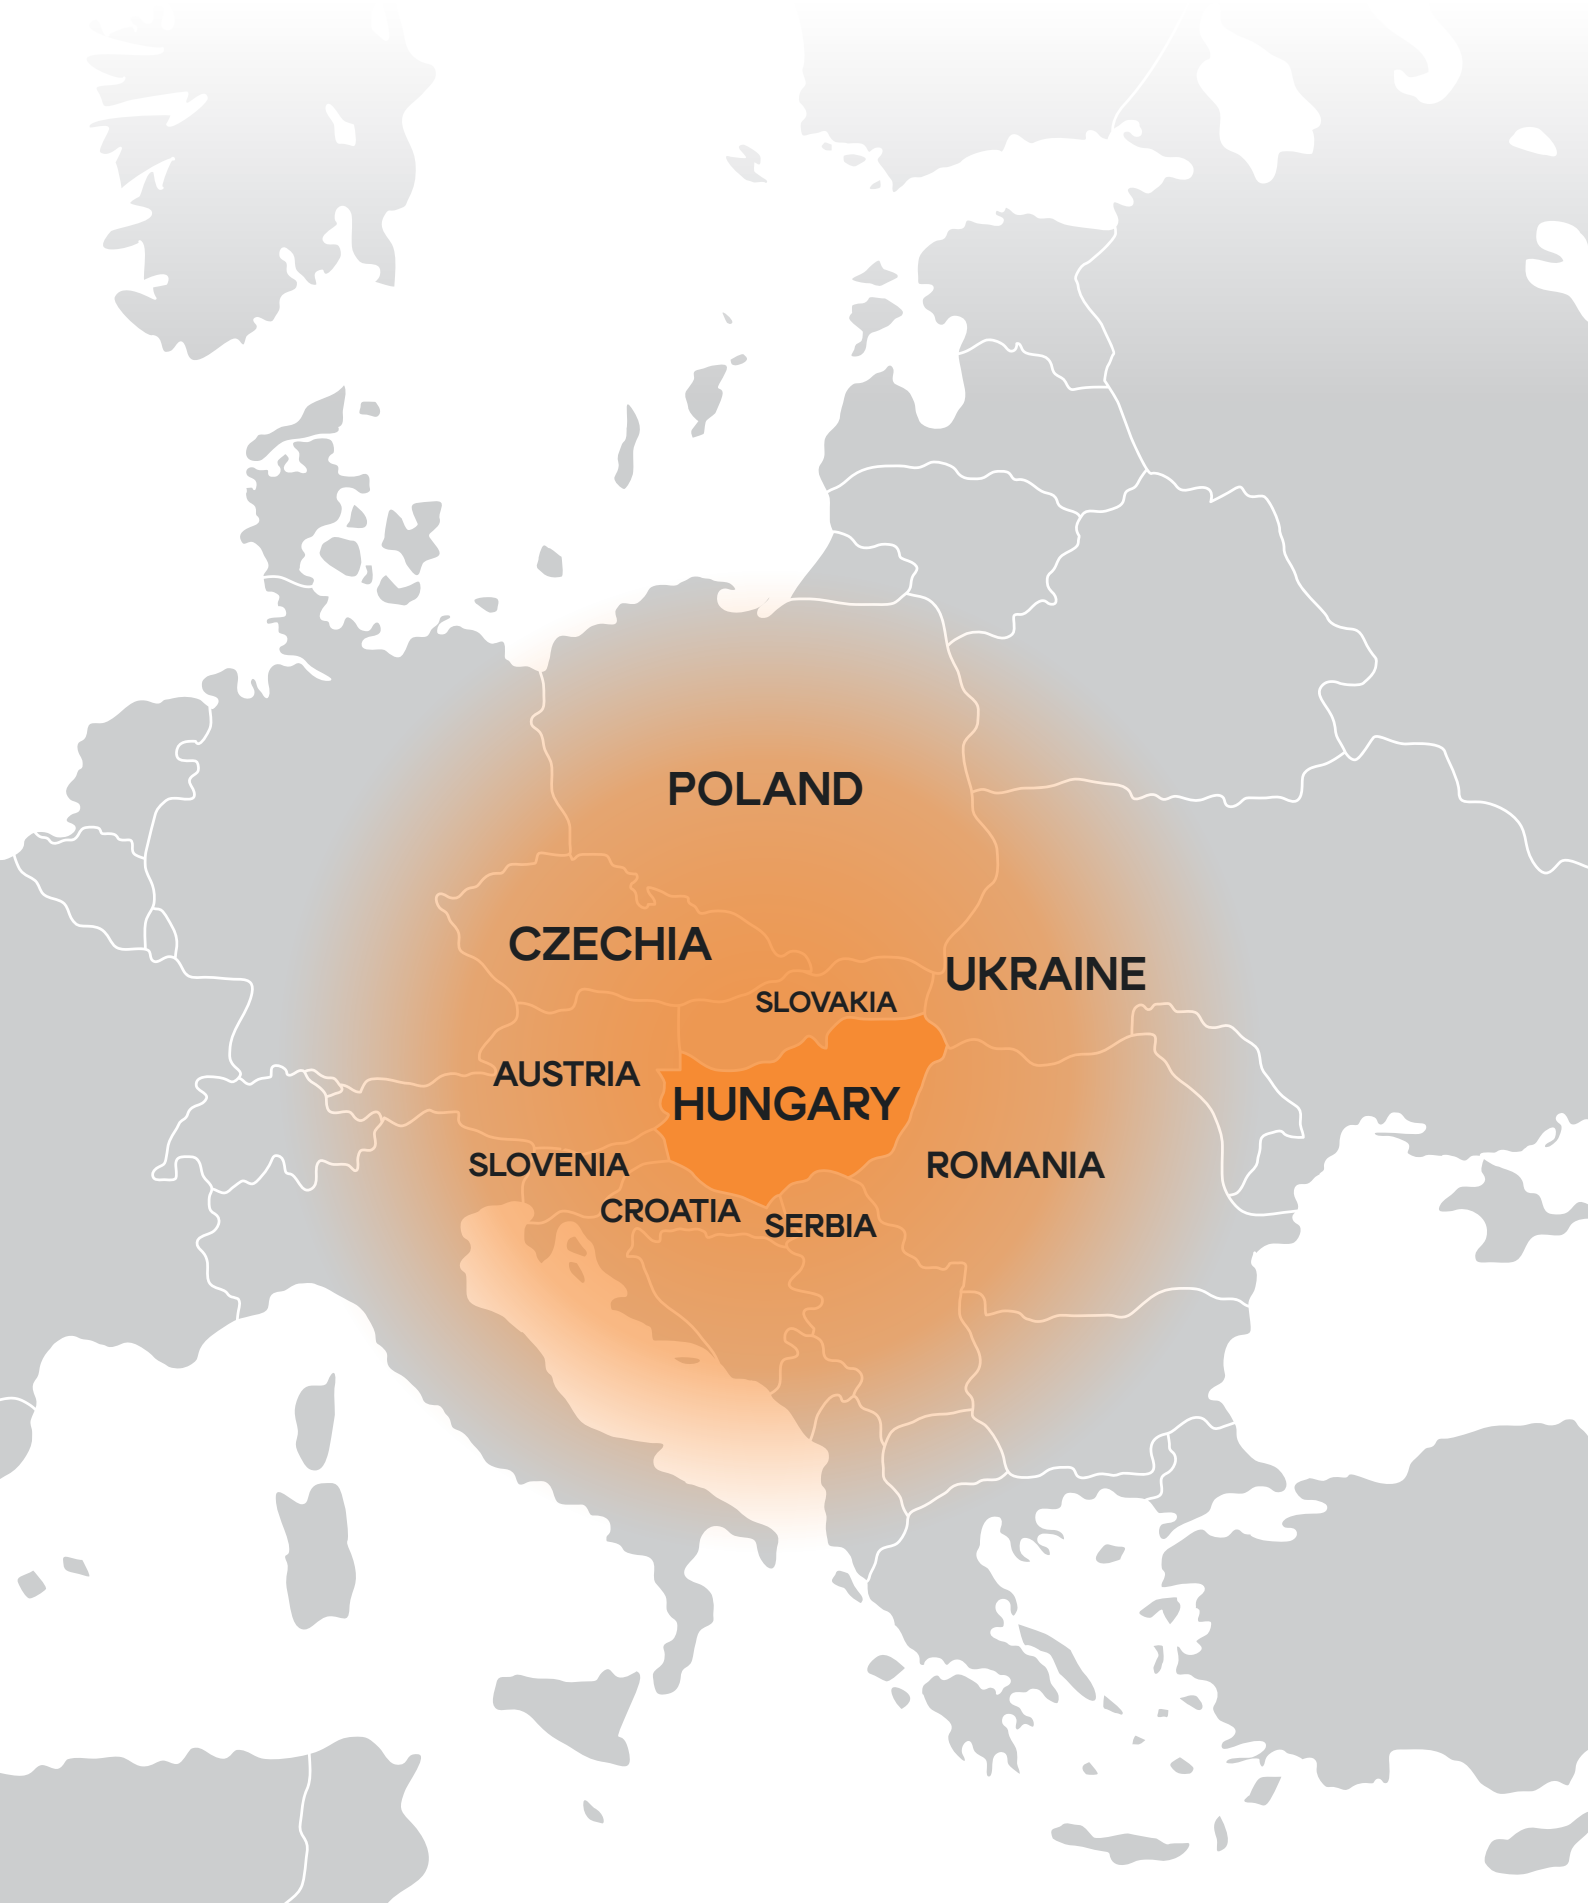 POLAND
CZECHIA
UKRAINE
SLOVAKIA
AUSTRIA
HUNGARY
SLOVENIA
ROMANIA
CROATIA
SERBIA